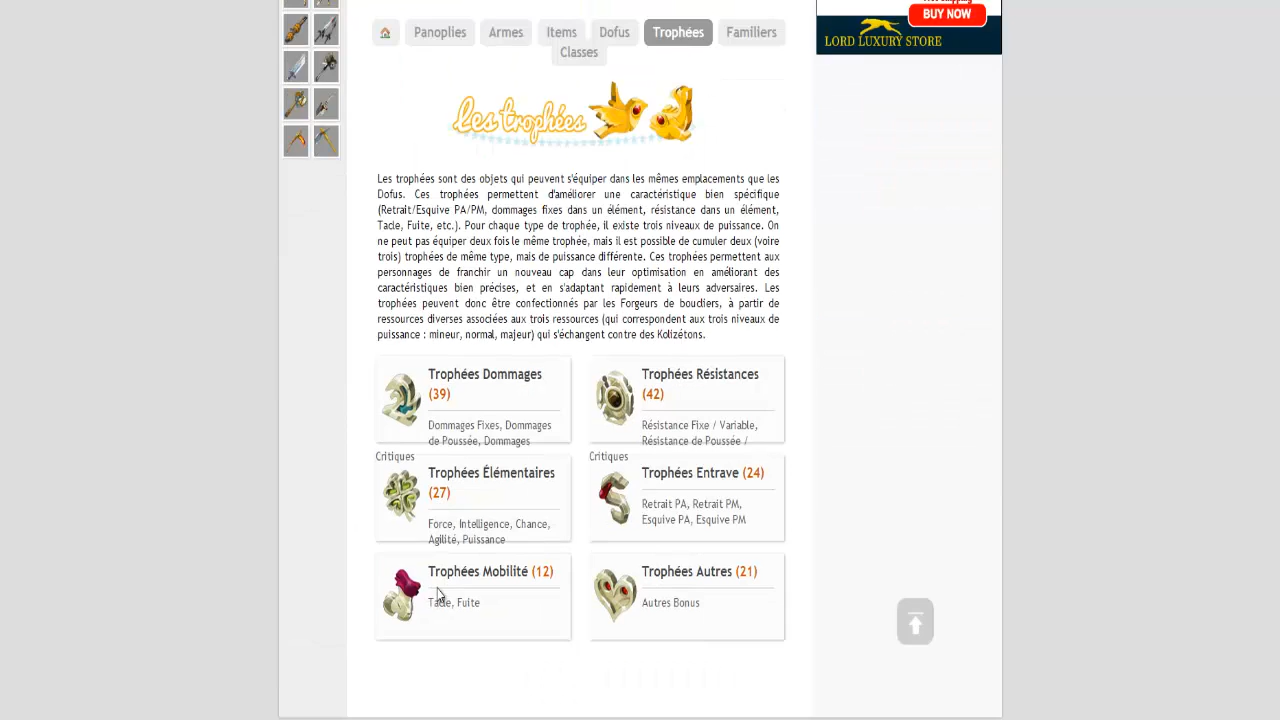 BUY NOW
LORD LUXURY STORE
Panoplies Armes Items Dofus Trophées Familiers
Classes
Les trophées
Les trophées sont des objets qui peuvent s'équiper dans les mêmes emplacements que les
Dofus. Ces trophées permettent d'améliorer une caractéristique bien spécifique
(Retrait/Esquive PA/PM, dommages fixes dans un élément, résistance dans un élément,
Tacle, Fuite, etc.). Pour chaque type de trophée, il existe trois niveaux de puissance. On
ne peut pas équiper deux fois le même trophée, mais il est possible de cumuler deux (voire
trois) trophées de même type, mais de puissance différente. Ces trophées permettent aux
personnages de franchir un nouveau cap dans leur optimisation en améliorant des
caractéristiques bien précises, et en s'adaptant rapidement à leurs adversaires. Les
trophées peuvent donc être confectionnés par les Forgeurs de boucliers, à partir de
ressources diverses associées aux trois ressources (qui correspondent aux trois niveaux de
puissance : mineur, normal, majeur) qui s'échangent contre des Kolizétons.
Trophées Dommages
(39)
Dommages Fixes, Dommages
de Poussée, Dommages
Critiques
Trophées Résistances
(42)
Résistance Fixe / Variable,
Résistance de Poussée /
Critiques
Trophées Élémentaires
(27)
Force, Intelligence, Chance,
Agilité, Puissance
Trophées Entrave (24)
Retrait PA, Retrait PM,
Esquive PA, Esquive PM
Trophées Mobilité (12)
Tacle, Fuite
Trophées Autres (21)
Autres Bonus